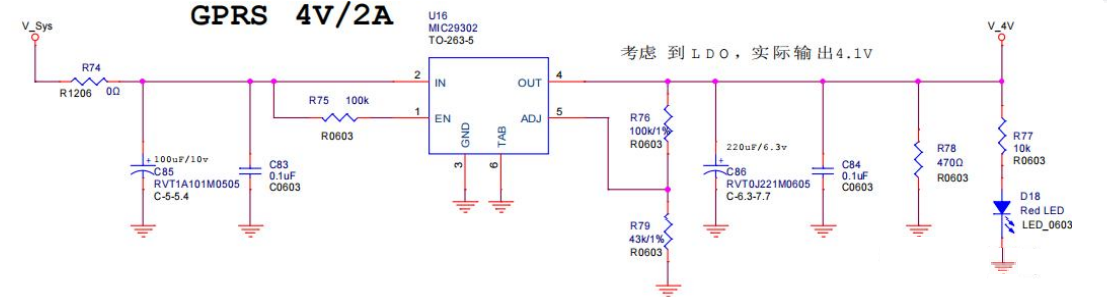 GPRS 4V/2A
V_Sys
R74
R1206 0Ω
100uF/10v
C85
RVT1A101M0505
C-5-5.4
C83
0.1uF
C0603
R75 100k
R0603
U16
MIC29302
TO-263-5
2 IN
1 EN
GND
3
TAB
6
OUT 4
ADJ 5
考虑 到 LDO，实际输出4.1V
R76
100k/1%
R0603
R79
43k/1%
R0603
220uF/6.3v
C86
RVT0J221M0605
C-6.3-7.7
C84
0.1uF
C0603
R78
470Ω
R0603
V_4V
R77
10k
R0603
D18
Red LED
LED_0603